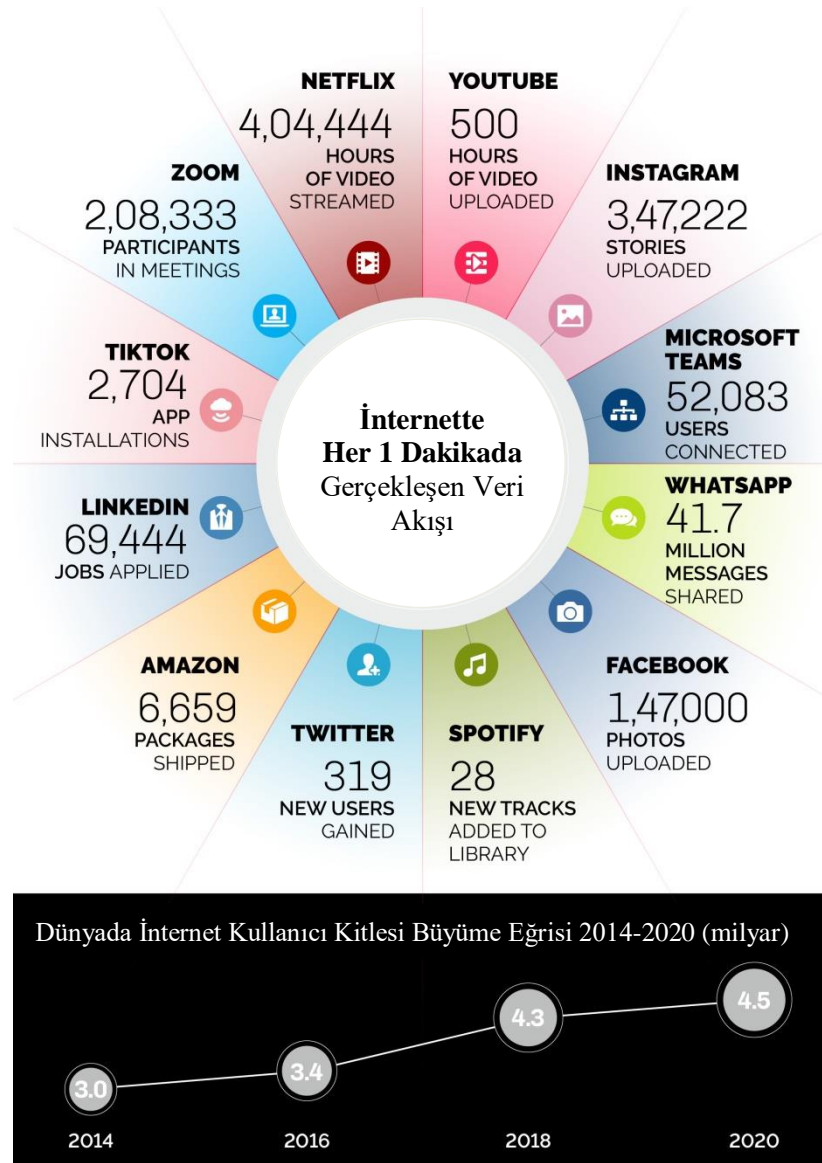 NETFLIX
4,04,444
HOURS
OF VIDEO
STREAMED
YOUTUBE
500
HOURS
OF VIDEO
UPLOADED
ZOOM
2,08,333
PARTICIPANTS
IN MEETINGS
INSTAGRAM
3,47,222
STORIES
UPLOADED
TIKTOK
2,704
APP
INSTALLATIONS
MICROSOFT
TEAMS
52,083
USERS
CONNECTED
İnternette
Her 1 Dakikada
Gerçekleşen Veri
Akışı
LINKEDIN
69,444
JOBS APPLIED
WHATSAPP
41.7
MILLION
MESSAGES
SHARED
AMAZON
6,659
PACKAGES
SHIPPED
TWITTER
319
NEW USERS
GAINED
SPOTIFY
28
NEW TRACKS
ADDED TO
LIBRARY
FACEBOOK
1,47,000
PHOTOS
UPLOADED
Dünyada İnternet Kullanıcı Kitlesi Büyüme Eğrisi 2014-2020 (milyar)
3.0
3.4
4.3
4.5
2014
2016
2018
2020